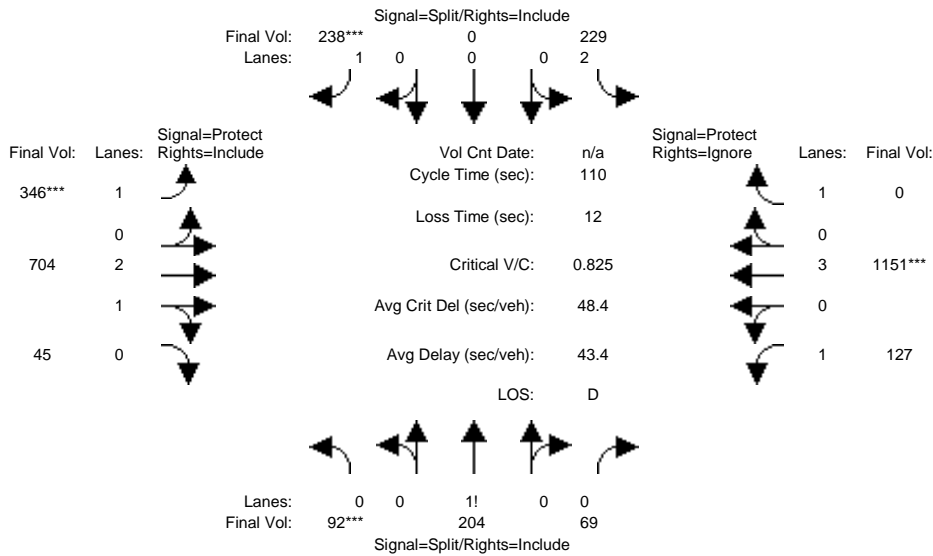 Signal=Split/Rights=Include
Final Vol: 238*** 0 229
Lanes: 1 0 0 0 2
Signal=Protect Signal=Protect
Final Vol: Lanes: Rights=Include Vol Cnt Date: n/a Rights=Ignore Lanes: Final Vol:
Cycle Time (sec): 110
346*** 1 1 0
Loss Time (sec): 12
0 0
704 2 Critical V/C: 0.825 3 1151***
1 Avg Crit Del (sec/veh): 48.4 0
45 0 Avg Delay (sec/veh): 43.4 1 127
LOS: D
Lanes: 0 0 1! 0 0
Final Vol: 92*** 204 69
Signal=Split/Rights=Include